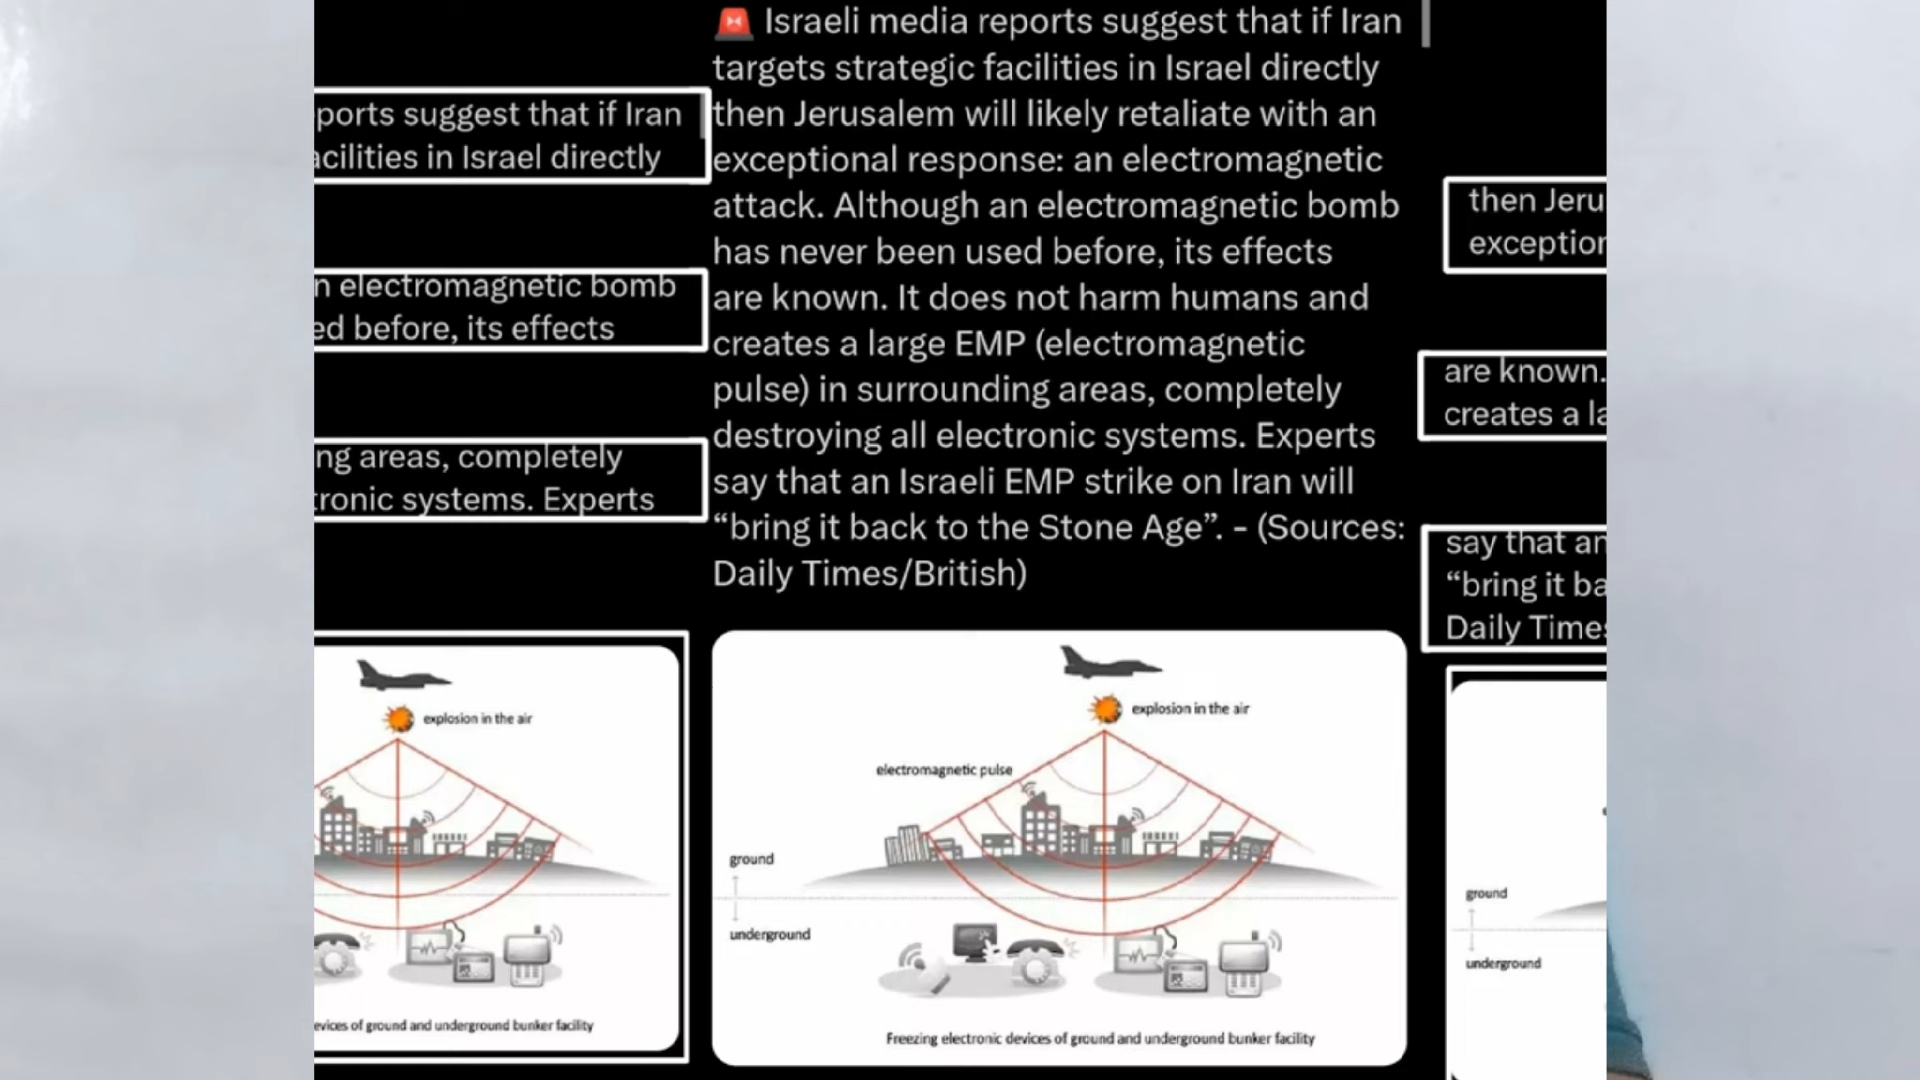 ports suggest that if Iran
acilities in Israel directly
n electromagnetic bomb
ed before, its effects
ng areas, completely
tronic systems. Experts
explosion in the air
evices of ground and underground bunker facility
🚨 Israeli media reports suggest that if Iran
targets strategic facilities in Israel directly
then Jerusalem will likely retaliate with an
exceptional response: an electromagnetic
attack. Although an electromagnetic bomb
has never been used before, its effects
are known. It does not harm humans and
creates a large EMP (electromagnetic
pulse) in surrounding areas, completely
destroying all electronic systems. Experts
say that an Israeli EMP strike on Iran will
“bring it back to the Stone Age”. - (Sources:
Daily Times/British)
explosion in the air
electromagnetic pulse
ground
underground
Freezing electronic devices of ground and underground bunker facility
then Jeru
exception
are known.
creates a la
say that an
“bring it ba
Daily Times
ground
underground